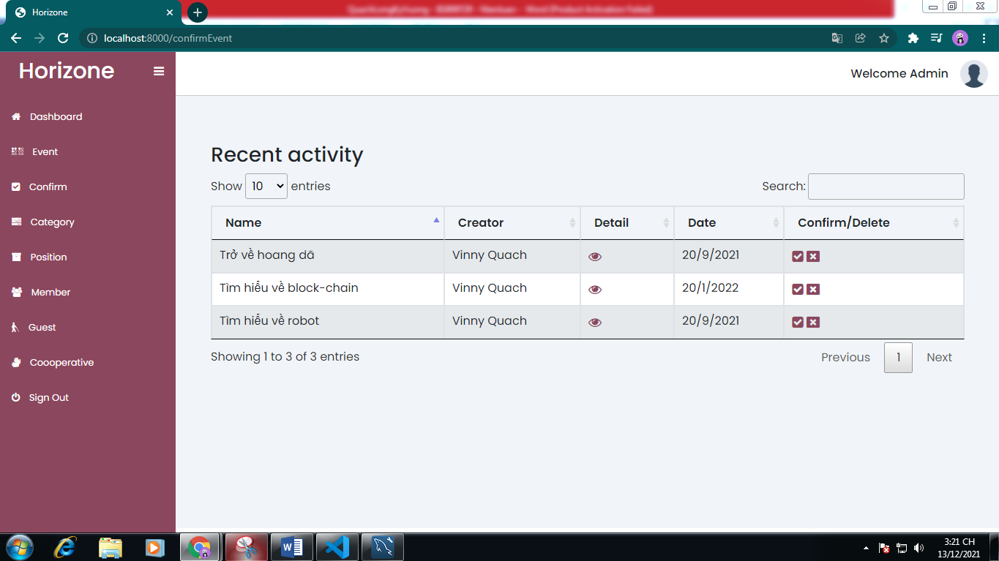 Horizone
localhost:8000/confirmEvent
Horizone
Welcome Admin
Dashboard
Event
Confirm
Category
Position
Member
Guest
Coooperative
Sign Out
Recent activity
Show 10 entries
Search:
Name Creator Detail Date Confirm/Delete
Trở về hoang dã Vinny Quach 20/9/2021
Tìm hiểu về block-chain Vinny Quach 20/1/2022
Tìm hiểu về robot Vinny Quach 20/9/2021
Showing 1 to 3 of 3 entries
Previous 1 Next
3:21 CH
13/12/2021